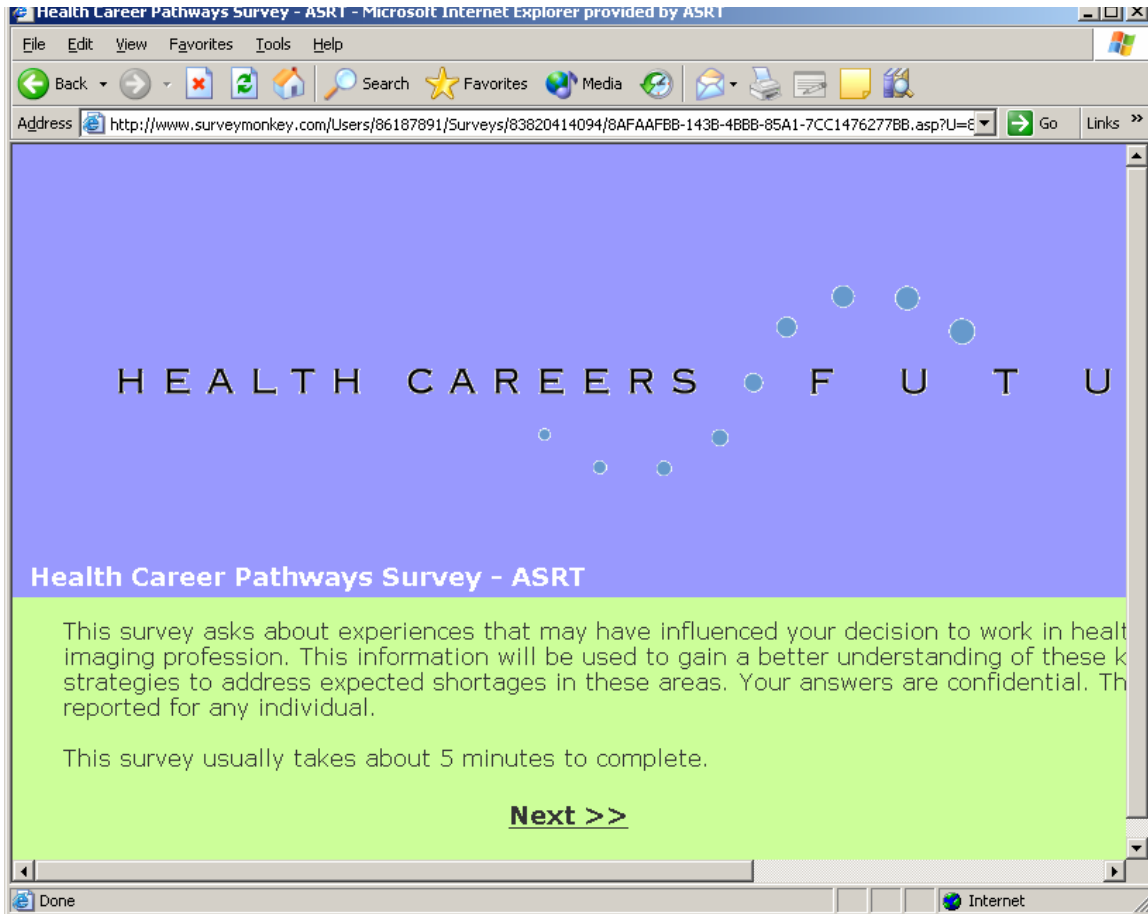 Health Career Pathways Survey - ASRT - Microsoft Internet Explorer provided by ASRT
File Edit View Favorites Tools Help
Back Search Favorites Media
Address http://www.surveymonkey.com/Users/86187891/Surveys/83820414094/8AFAAFBB-143B-4BBB-85A1-7CC1476277BB.asp?U=8 Go Links »
HEALTH CAREERS FUTU
Health Career Pathways Survey - ASRT
This survey asks about experiences that may have influenced your decision to work in healt
imaging profession. This information will be used to gain a better understanding of these k
strategies to address expected shortages in these areas. Your answers are confidential. Th
reported for any individual.
This survey usually takes about 5 minutes to complete.
Next >>
Done Internet